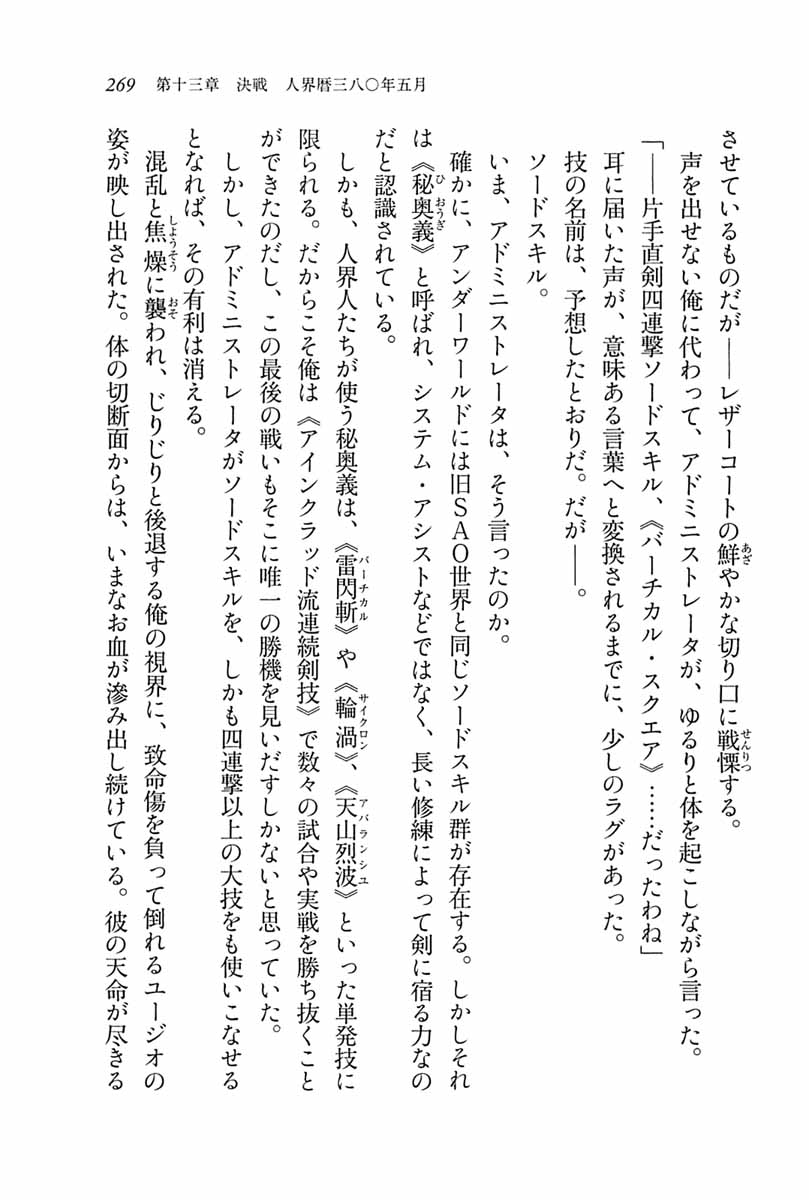 269 第十三章 決戦 人界暦三八〇年五月
させているものだが――レザーコートの鮮やかな切り口に戦慄する。
声を出せない俺に代わって、アドミニストレータが、ゆるりと体を起こしながら言った。
「――片手直剣四連撃ソードスキル、《バーチカル・スクエア》……だったわね」
耳に届いた声が、意味ある言葉へと変換されるまでに、少しのラグがあった。
技の名前は、予想したとおりだ。だが――。
ソードスキル。
いま、アドミニストレータは、そう言ったのか。
確かに、アンダーワールドには旧ＳＡＯ世界と同じソードスキル群が存在する。しかしそれ
は《秘奥義》と呼ばれ、システム・アシストなどではなく、長い修練によって剣に宿る力なの
だと認識されている。
しかも、人界人たちが使う秘奥義は、《雷閃斬》や《輪渦》、《天山烈波》といった単発技に
限られる。だからこそ俺は《アインクラッド流連続剣技》で数々の試合や実戦を勝ち抜くこと
ができたのだし、この最後の戦いもそこに唯一の勝機を見いだすしかないと思っていた。
しかし、アドミニストレータがソードスキルを、しかも四連撃以上の大技をも使いこなせる
となれば、その有利は消える。
混乱と焦燥に襲われ、じりじりと後退する俺の視界に、致命傷を負って倒れるユージオの
姿が映し出された。体の切断面からは、いまなお血が滲み出し続けている。彼の天命が尽きる